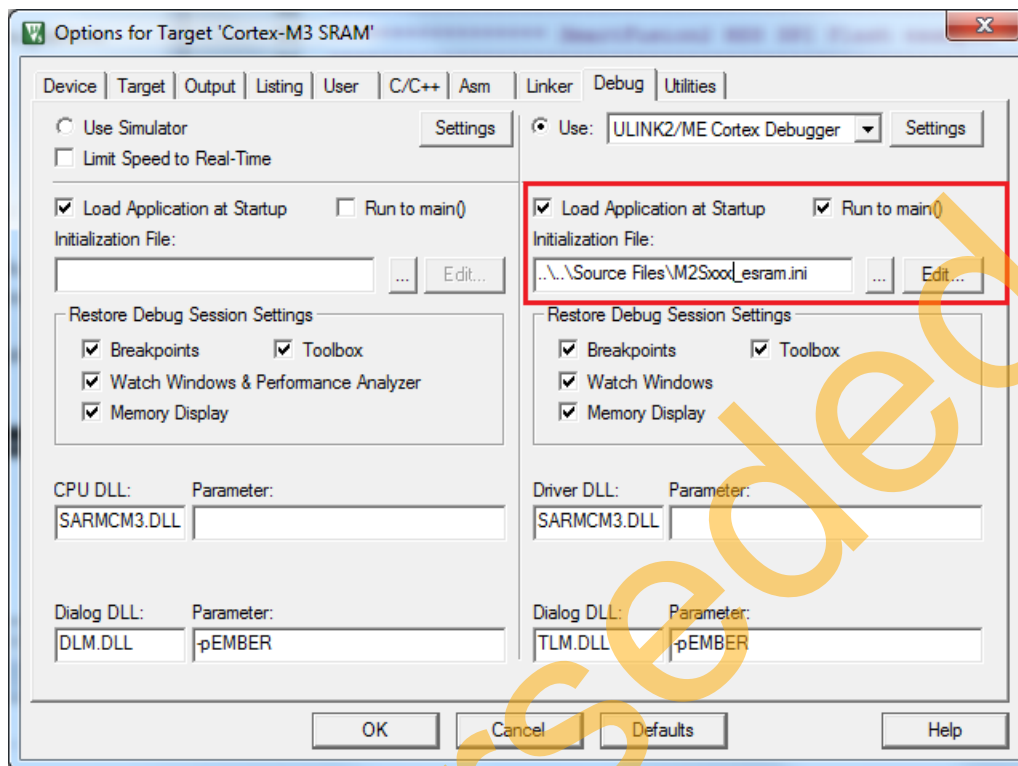 Options for Target 'Cortex-M3 SRAM'
Device Target Output Listing User C/C++ Asm Linker Debug Utilities
Use Simulator Settings
Limit Speed to Real-Time
Load Application at Startup Run to main()
Initialization File:
... Edit...
Restore Debug Session Settings
Breakpoints Toolbox
Watch Windows & Performance Analyzer
Memory Display
CPU DLL: Parameter:
SARMCM3.DLL
Dialog DLL: Parameter:
DLM.DLL -pEMBER
Use: ULINK2/ME Cortex Debugger Settings
Load Application at Startup Run to main()
Initialization File:
..\..\Source Files\M2Sxxx_esram.ini ... Edit...
Restore Debug Session Settings
Breakpoints Toolbox
Watch Windows
Memory Display
Driver DLL: Parameter:
SARMCM3.DLL
Dialog DLL: Parameter:
TLM.DLL -pEMBER
OK Cancel Defaults Help
seded